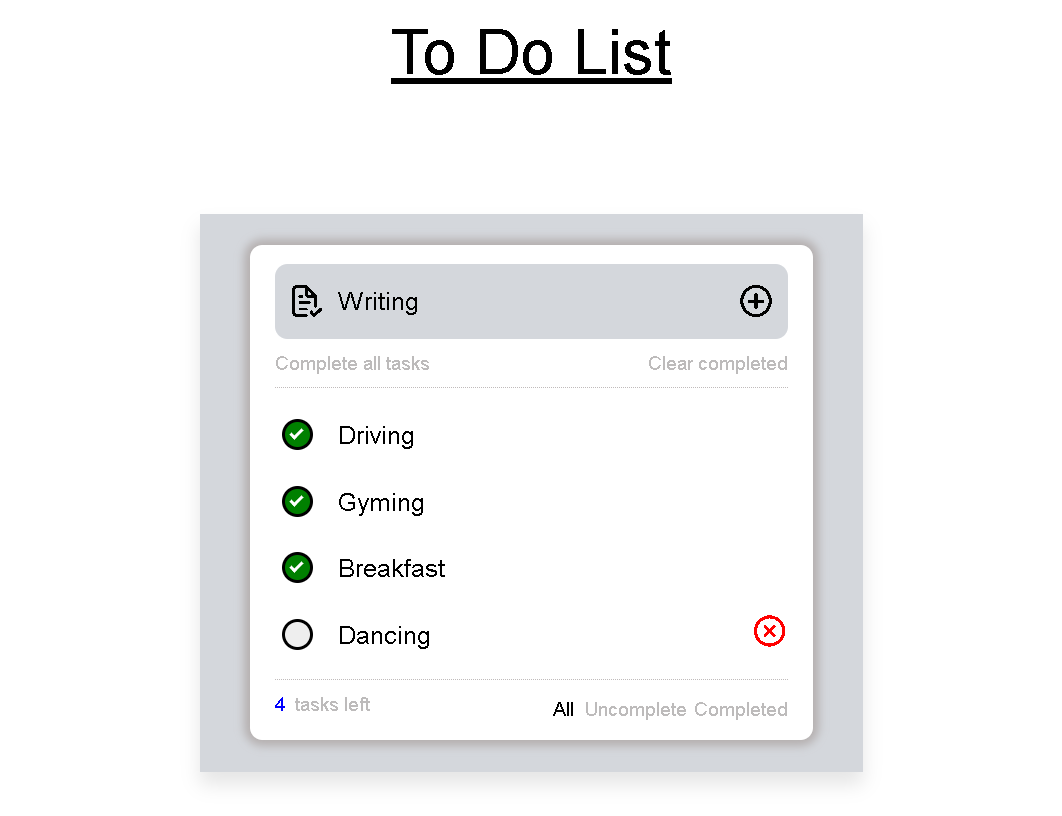 To Do List
Writing
Complete all tasks Clear completed
Driving
Gyming
Breakfast
Dancing
4 tasks left All Uncomplete Completed